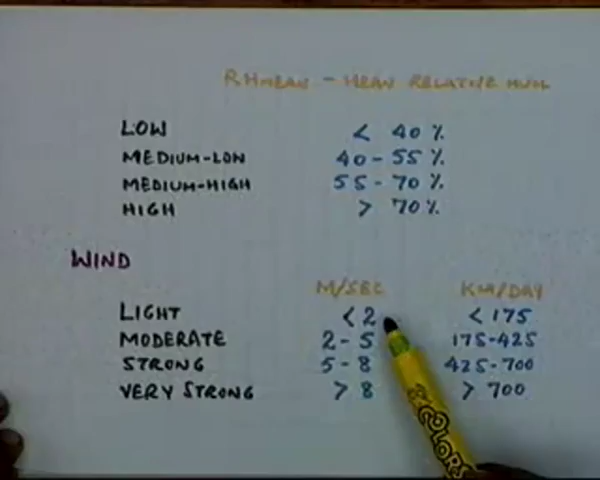 RHMEAN - MEAN RELATIVE HUM
LOW < 40 %
MEDIUM-LOW 40 - 55 %
MEDIUM-HIGH 55 - 70 %
HIGH > 70 %
WIND
M/SEC KM/DAY
LIGHT < 2 < 175
MODERATE 2 - 5 175-425
STRONG 5 - 8 425-700
VERY STRONG > 8 > 700
COLORS